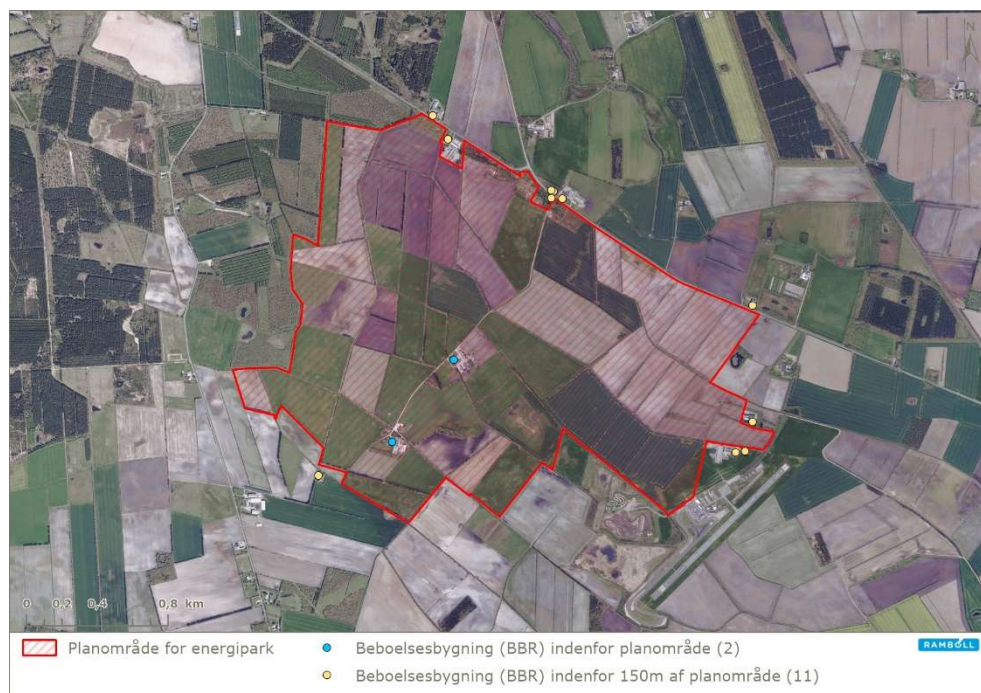 N
0 0,2 0,4 0,8 km
Planområde for energipark
Beboelsesbygning (BBR) indenfor planområde (2)
RAMBOLL
Beboelsesbygning (BBR) indenfor 150m af planområde (11)